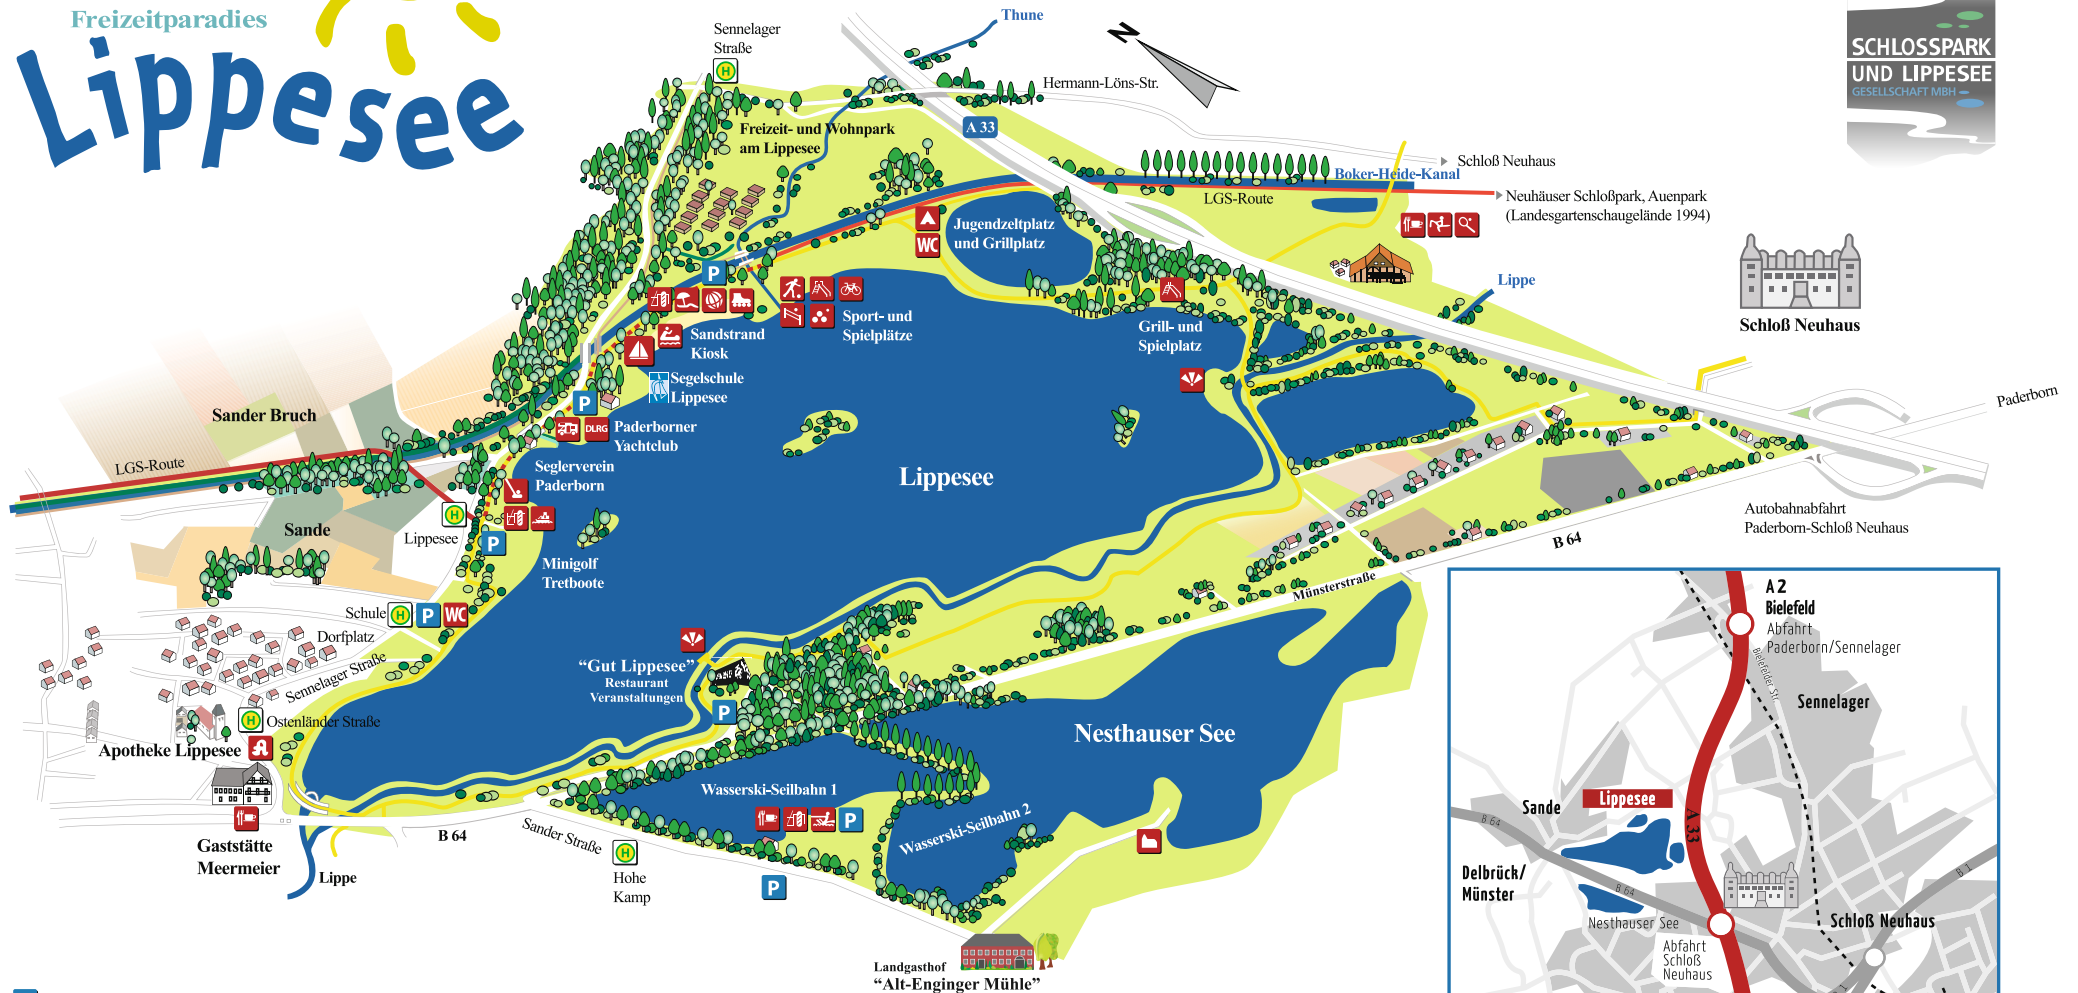 Freizeitparadies
Lippesee
Sennelager
Straße
H
Thune
N
Hermann-Löns-Str.
SCHLOSSPARK
UND LIPPESEE
GESELLSCHAFT MBH
A 33
Freizeit- und Wohnpark
am Lippesee
Schloß Neuhaus
Boker-Heide-Kanal
LGS-Route
Neuhäuser Schloßpark, Auenpark
(Landesgartenschaugelände 1994)
WC
Jugendzeltplatz
und Grillplatz
P
Lippe
Schloß Neuhaus
Sport- und
Spielplätze
Grill- und
Spielplatz
Sandstrand
Kiosk
Segelschule
Lippesee
P
DLRG
Paderborner
Yachtclub
Paderborn
Sander Bruch
LGS-Route
Seglerverein
Paderborn
Lippesee
Sande
H
Lippesee
P
Autobahnabfahrt
Paderborn-Schloß Neuhaus
B 64
Minigolf
Tretboote
Münsterstraße
Schule
H
P
WC
Dorfplatz
Sennelager Straße
"Gut Lippesee"
Restaurant
Veranstaltungen
P
H
Ostenländer Straße
Apotheke Lippesee
A
Nesthauser See
Wasserski-Seilbahn 1
P
Wasserski-Seilbahn 2
Gaststätte
Meermeier
B 64
Sander Straße
H
Hohe
Kamp
Lippe
P
Landgasthof
"Alt-Enginger Mühle"
A 2
Bielefeld
Abfahrt
Paderborn/Sennelager
Bielefelder Str.
Sennelager
Sande
Lippesee
A 33
B 64
Delbrück/
Münster
B 64
B 1
Nesthauser See
Schloß Neuhaus
Abfahrt
Schloß
Neuhaus